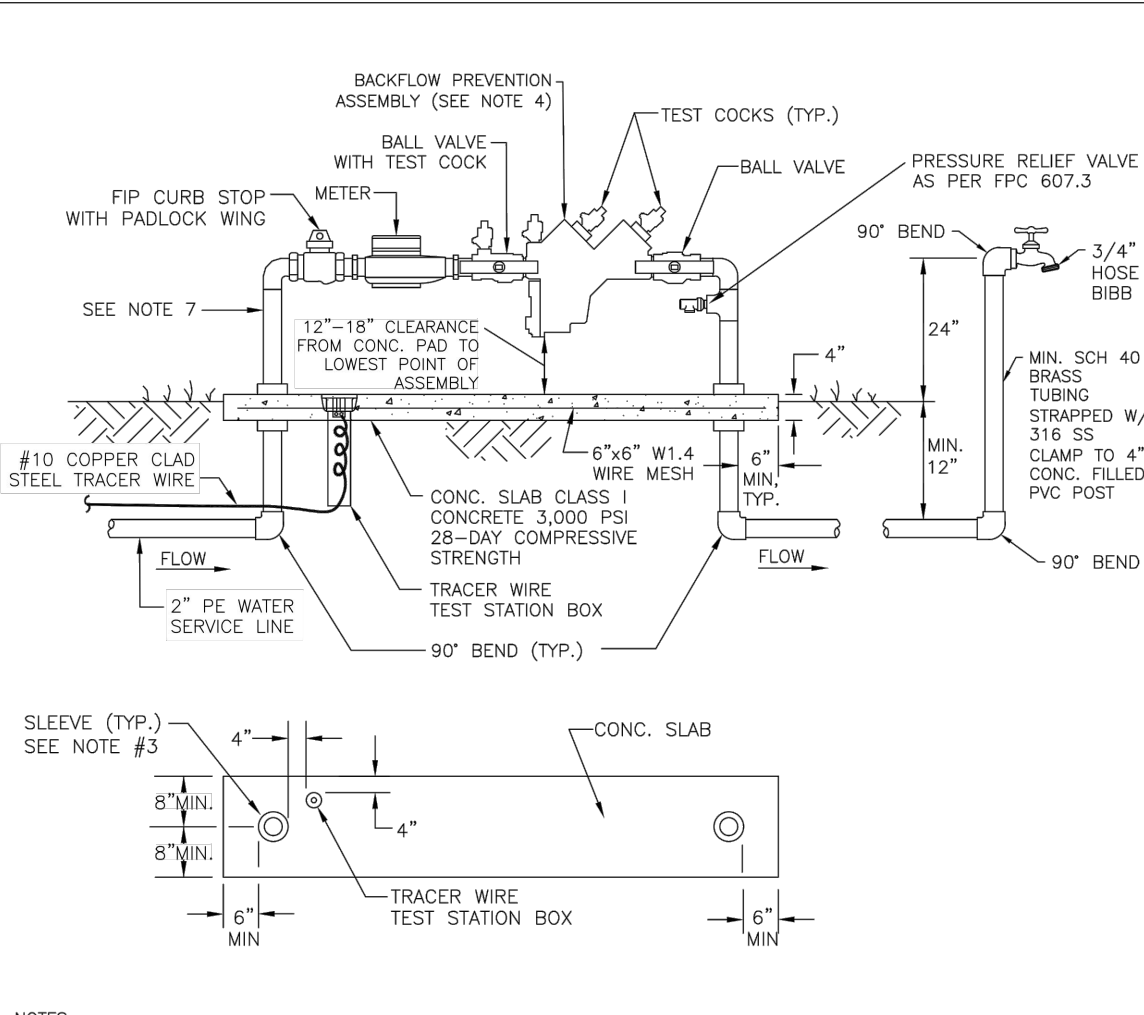 BACKFLOW PREVENTION
ASSEMBLY (SEE NOTE 4)
TEST COCKS (TYP.)
BALL VALVE
WITH TEST COCK
BALL VALVE
PRESSURE RELIEF VALVE
AS PER FPC 607.3
FIP CURB STOP
WITH PADLOCK WING
METER
90° BEND
3/4"
HOSE
BIBB
SEE NOTE 7
12"-18" CLEARANCE
FROM CONC. PAD TO
LOWEST POINT OF
ASSEMBLY
24"
4"
MIN. SCH 40
BRASS
TUBING
STRAPPED W/
316 SS
CLAMP TO 4"
CONC. FILLED
PVC POST
MIN.
12"
#10 COPPER CLAD
STEEL TRACER WIRE
6"x6" W1.4
WIRE MESH
6"
MIN,
TYP.
CONC. SLAB CLASS I
CONCRETE 3,000 PSI
28-DAY COMPRESSIVE
STRENGTH
FLOW
FLOW
90° BEND
TRACER WIRE
TEST STATION BOX
2" PE WATER
SERVICE LINE
90° BEND (TYP.)
SLEEVE (TYP.)
SEE NOTE #3
4"
CONC. SLAB
8"MIN.
4"
8"MIN.
TRACER WIRE
TEST STATION BOX
6"
MIN
6"
MIN
NOTES